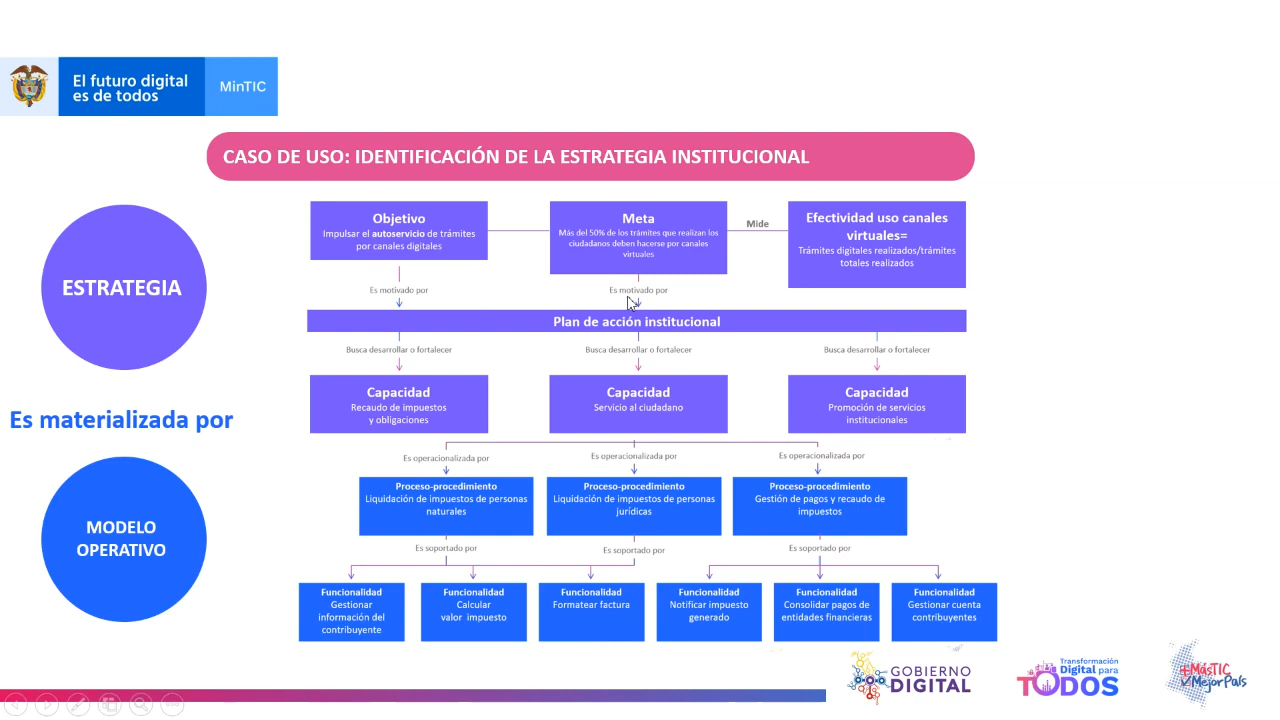 El futuro digital
es de todos
MinTIC
CASO DE USO: IDENTIFICACIÓN DE LA ESTRATEGIA INSTITUCIONAL
ESTRATEGIA
Objetivo
Impulsar el autoservicio de trámites
por canales digitales
Meta
Más del 50% de los trámites que realizan los
ciudadanos deben hacerse por canales
virtuales
Mide
Efectividad uso canales
virtuales=
Trámites digitales realizados/trámites
totales realizados
Es motivado por
Es motivado por
Plan de acción institucional
Busca desarrollar o fortalecer
Busca desarrollar o fortalecer
Busca desarrollar o fortalecer
Capacidad
Recaudo de impuestos
y obligaciones
Capacidad
Servicio al ciudadano
Capacidad
Promoción de servicios
institucionales
Es materializada por
MODELO
OPERATIVO
Es operacionalizada por
Es operacionalizada por
Es operacionalizada por
Proceso-procedimiento
Liquidación de impuestos de personas
naturales
Proceso-procedimiento
Liquidación de impuestos de personas
jurídicas
Proceso-procedimiento
Gestión de pagos y recaudo de
impuestos
Es soportado por
Es soportado por
Es soportado por
Funcionalidad
Gestionar
información del
contribuyente
Funcionalidad
Calcular
valor impuesto
Funcionalidad
Formatear factura
Funcionalidad
Notificar impuesto
generado
Funcionalidad
Consolidar pagos de
entidades financieras
Funcionalidad
Gestionar cuenta
contribuyentes
GOBIERNO
DIGITAL
Transformación
Digital para
TODOS
+MásTIC
MejorPaís